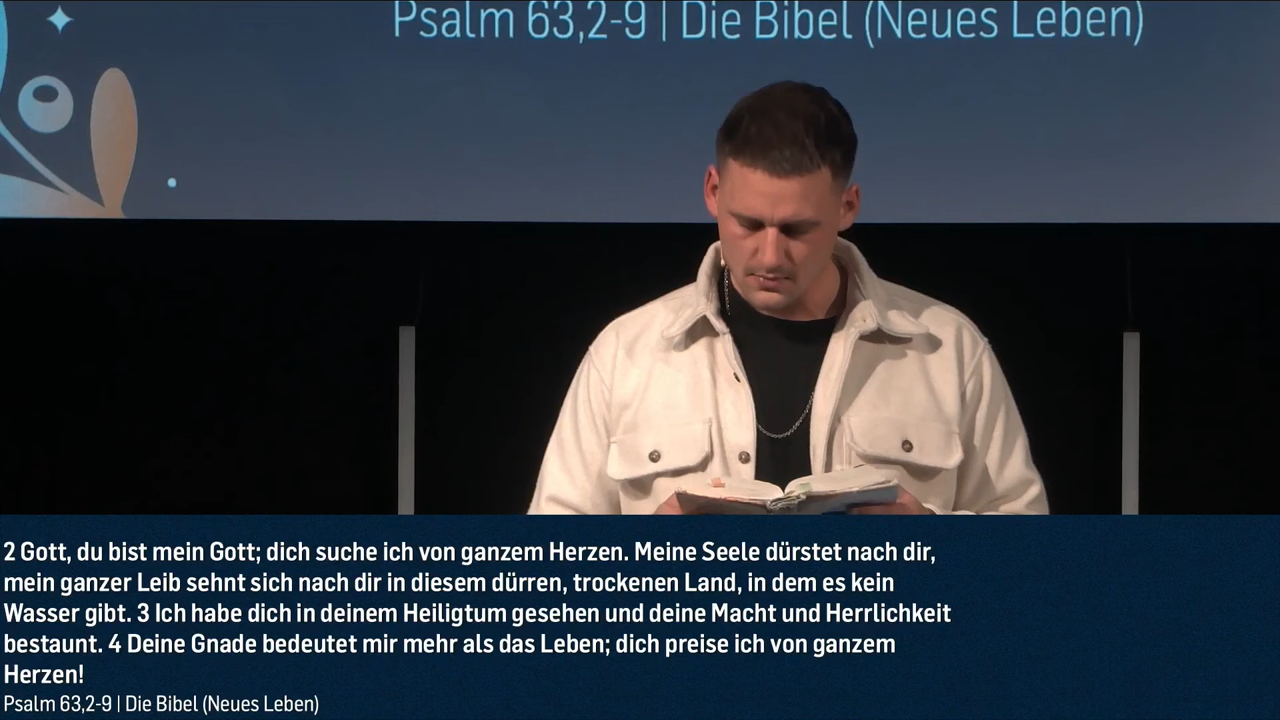 Psalm 63,2-9 | Die Bibel (Neues Leben)
2 Gott, du bist mein Gott; dich suche ich von ganzem Herzen. Meine Seele dürstet nach dir,
mein ganzer Leib sehnt sich nach dir in diesem dürren, trockenen Land, in dem es kein
Wasser gibt. 3 Ich habe dich in deinem Heiligtum gesehen und deine Macht und Herrlichkeit
bestaunt. 4 Deine Gnade bedeutet mir mehr als das Leben; dich preise ich von ganzem
Herzen!
Psalm 63,2-9 | Die Bibel (Neues Leben)